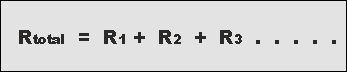 Rtotal = R1 + R2 + R3 . . . . .